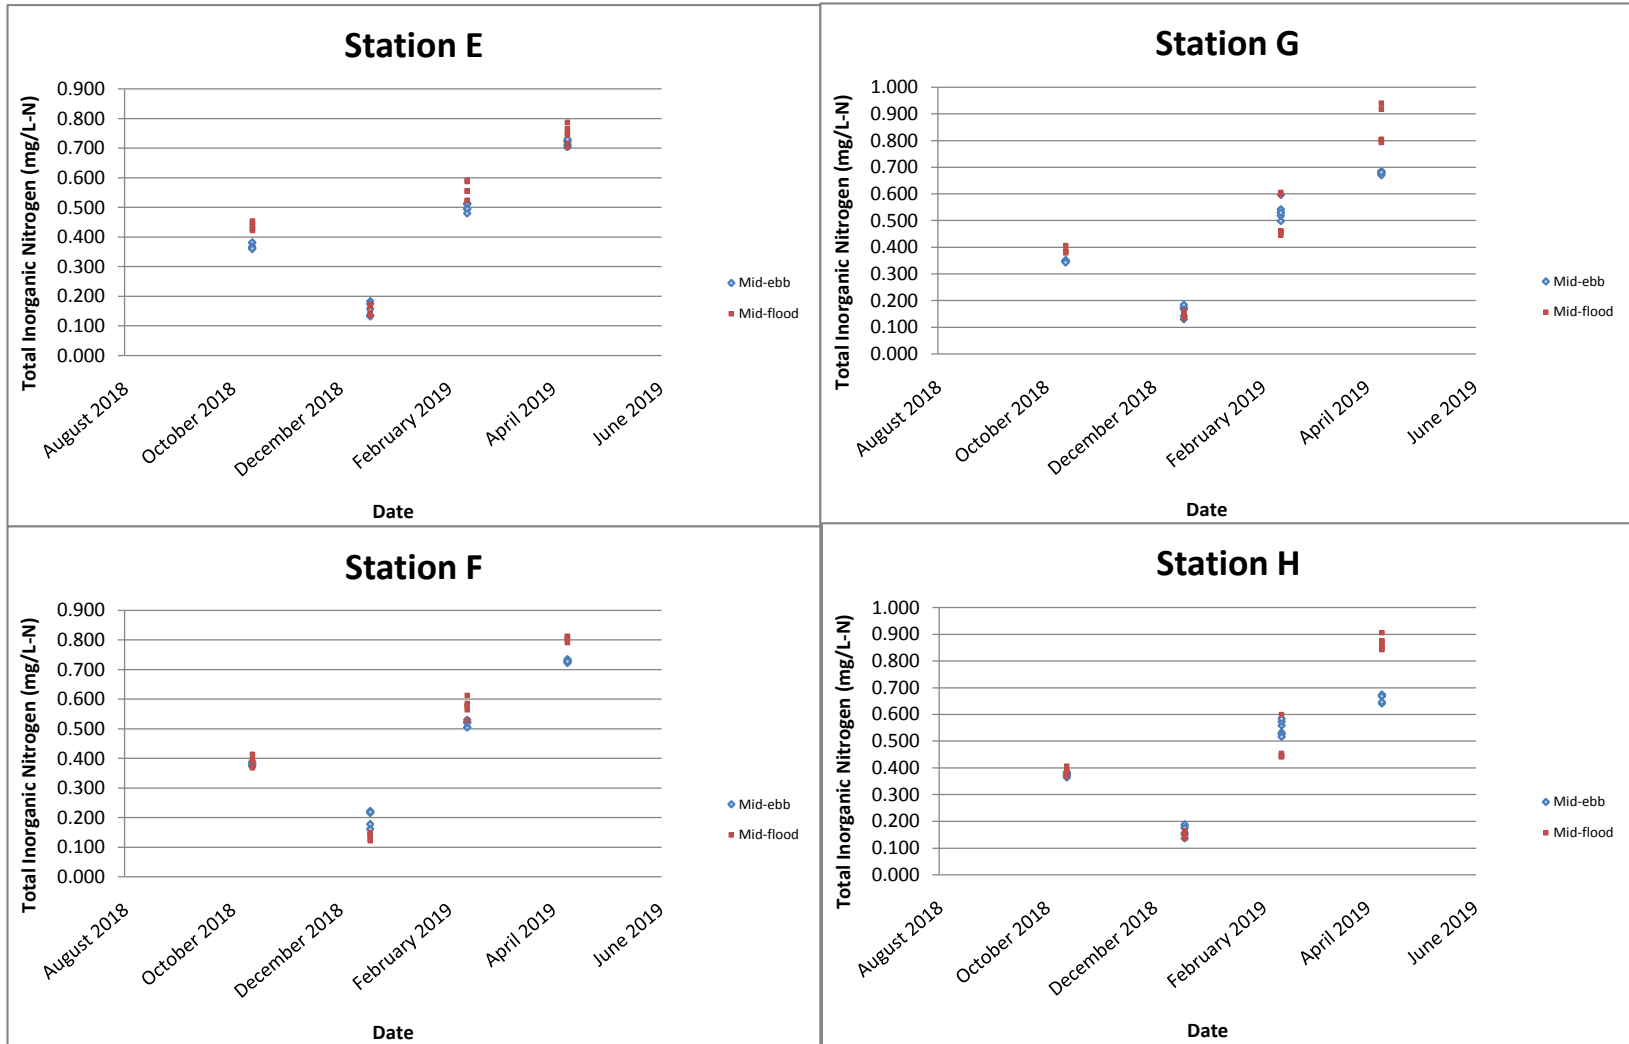 Station E
Total Inorganic Nitrogen (mg/L-N)
0.900
0.800
0.700
0.600
0.500
0.400
0.300
0.200
0.100
0.000
August 2018
October 2018
December 2018
February 2019
April 2019
June 2019
Date
Mid-ebb
Mid-flood
Station G
Total Inorganic Nitrogen (mg/L-N)
1.000
0.900
0.800
0.700
0.600
0.500
0.400
0.300
0.200
0.100
0.000
August 2018
October 2018
December 2018
February 2019
April 2019
June 2019
Date
Mid-ebb
Mid-flood
Station F
Total Inorganic Nitrogen (mg/L-N)
0.900
0.800
0.700
0.600
0.500
0.400
0.300
0.200
0.100
0.000
August 2018
October 2018
December 2018
February 2019
April 2019
June 2019
Date
Mid-ebb
Mid-flood
Station H
Total Inorganic Nitrogen (mg/L-N)
1.000
0.900
0.800
0.700
0.600
0.500
0.400
0.300
0.200
0.100
0.000
August 2018
October 2018
December 2018
February 2019
April 2019
June 2019
Date
Mid-ebb
Mid-flood